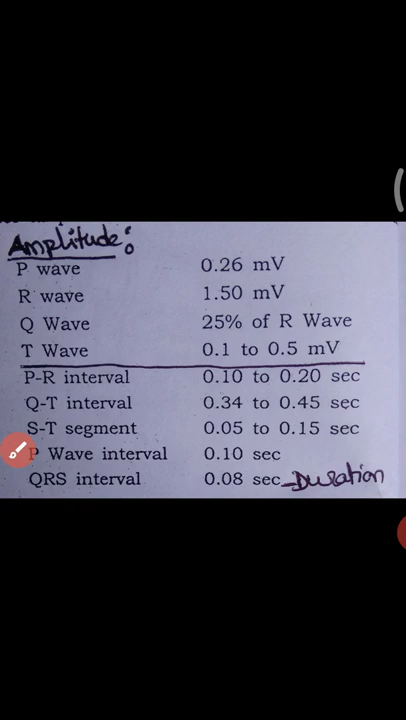 Amplitude:
P wave 0.26 mV
R wave 1.50 mV
Q Wave 25% of R Wave
T Wave 0.1 to 0.5 mV
P-R interval 0.10 to 0.20 sec
Q-T interval 0.34 to 0.45 sec
S-T segment 0.05 to 0.15 sec
P Wave interval 0.10 sec
QRS interval 0.08 sec - Duration